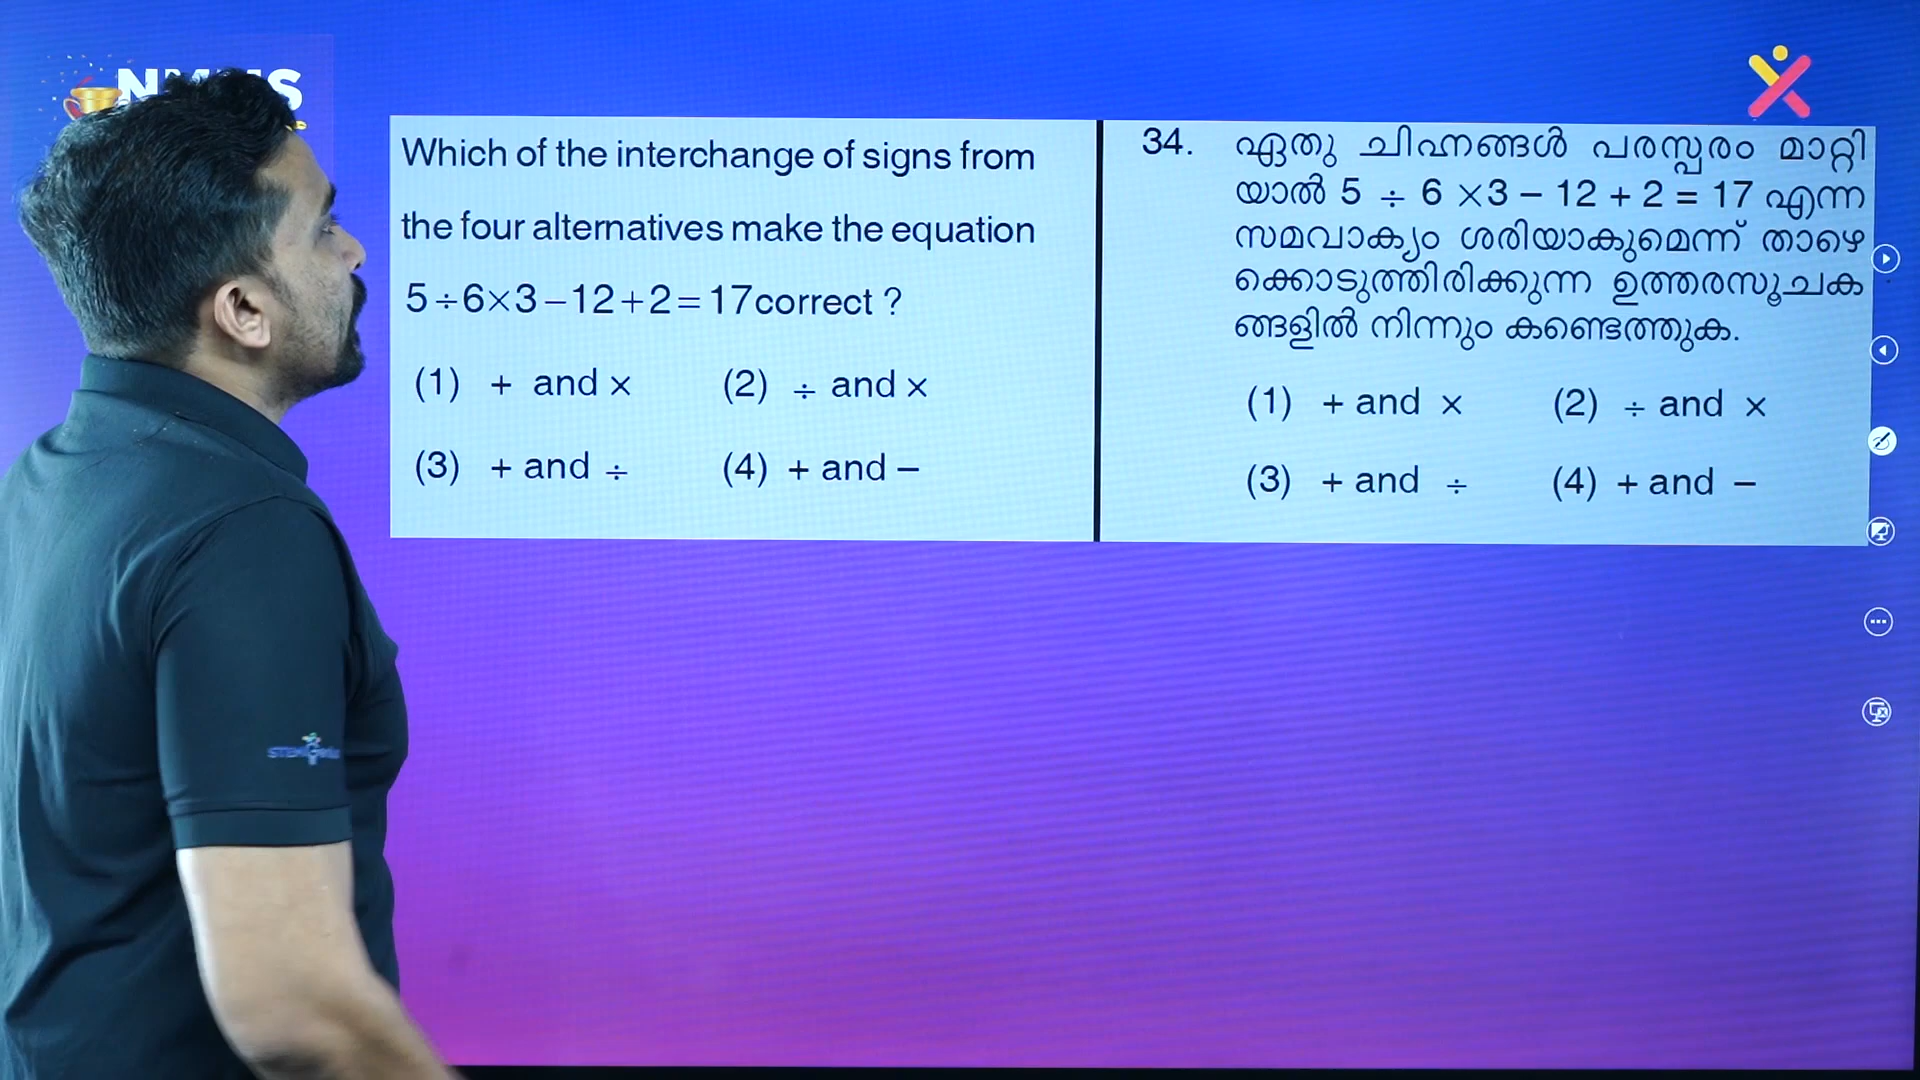 Which of the interchange of signs from
the four alternatives make the equation
5÷6×3−12+2=17correct ?
(1) + and × (2) ÷ and ×
(3) + and ÷ (4) + and −
34. ഏതു ചിഹ്നങ്ങൾ പരസ്പരം മാറ്റി
യാൽ 5 ÷ 6 ×3 − 12 + 2 = 17 എന്ന
സമവാക്യം ശരിയാകുമെന്ന് താഴെ
ക്കൊടുത്തിരിക്കുന്ന ഉത്തരസൂചക
ങ്ങളിൽ നിന്നും കണ്ടെത്തുക.
(1) + and × (2) ÷ and ×
(3) + and ÷ (4) + and −